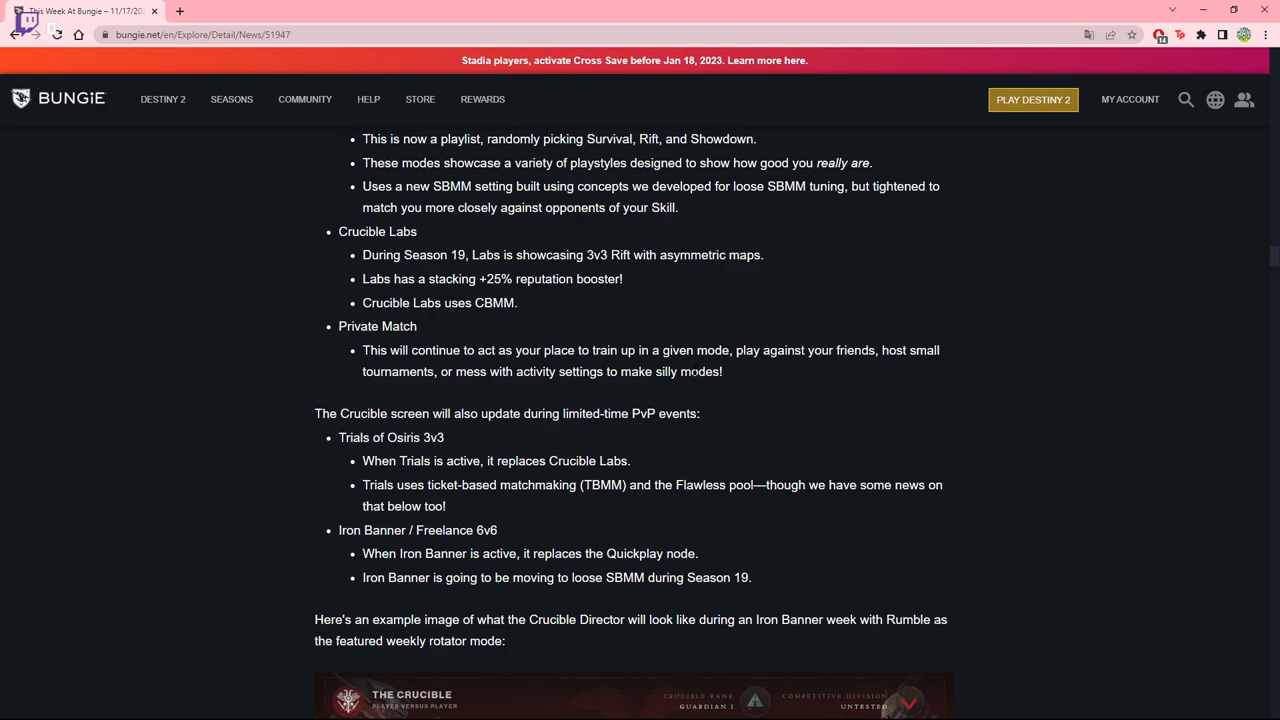 This Week At Bungie – 11/17/202
bungie.net/en/Explore/Detail/News/51947
14
Stadia players, activate Cross Save before Jan 18, 2023. Learn more here.
BUNGiE DESTINY 2 SEASONS COMMUNITY HELP STORE REWARDS PLAY DESTINY 2 MY ACCOUNT
• This is now a playlist, randomly picking Survival, Rift, and Showdown.
• These modes showcase a variety of playstyles designed to show how good you really are.
• Uses a new SBMM setting built using concepts we developed for loose SBMM tuning, but tightened to
match you more closely against opponents of your Skill.
• Crucible Labs
• During Season 19, Labs is showcasing 3v3 Rift with asymmetric maps.
• Labs has a stacking +25% reputation booster!
• Crucible Labs uses CBMM.
• Private Match
• This will continue to act as your place to train up in a given mode, play against your friends, host small
tournaments, or mess with activity settings to make silly modes!
The Crucible screen will also update during limited-time PvP events:
• Trials of Osiris 3v3
• When Trials is active, it replaces Crucible Labs.
• Trials uses ticket-based matchmaking (TBMM) and the Flawless pool—though we have some news on
that below too!
• Iron Banner / Freelance 6v6
• When Iron Banner is active, it replaces the Quickplay node.
• Iron Banner is going to be moving to loose SBMM during Season 19.
Here's an example image of what the Crucible Director will look like during an Iron Banner week with Rumble as
the featured weekly rotator mode:
THE CRUCIBLE
PLAYER VERSUS PLAYER
CRUCIBLE RANK
GUARDIAN I
COMPETITIVE DIVISION
UNTESTED